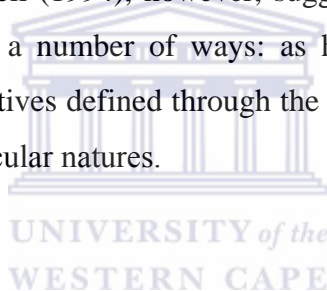 (1994), however, sugg
a number of ways: as h
tives defined through the
cular natures.
UNIVERSITY of the
WESTERN CAPE